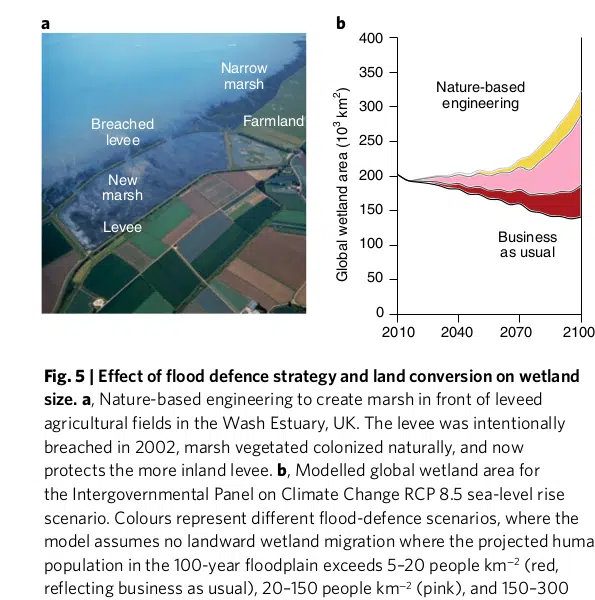 a
b
Narrow
marsh
Farmland
Breached
levee
New
marsh
Levee
Global wetland area (10³ km²)
400
350
300
250
200
150
100
50
0
2010
2040
2070
2100
Nature-based
engineering
Business
as usual
Fig. 5 | Effect of flood defence strategy and land conversion on wetland
size. a, Nature-based engineering to create marsh in front of leveed
agricultural fields in the Wash Estuary, UK. The levee was intentionally
breached in 2002, marsh vegetated colonized naturally, and now
protects the more inland levee. b, Modelled global wetland area for
the Intergovernmental Panel on Climate Change RCP 8.5 sea-level rise
scenario. Colours represent different flood-defence scenarios, where the
model assumes no landward wetland migration where the projected huma
population in the 100-year floodplain exceeds 5–20 people km⁻² (red,
reflecting business as usual), 20–150 people km⁻² (pink), and 150–300